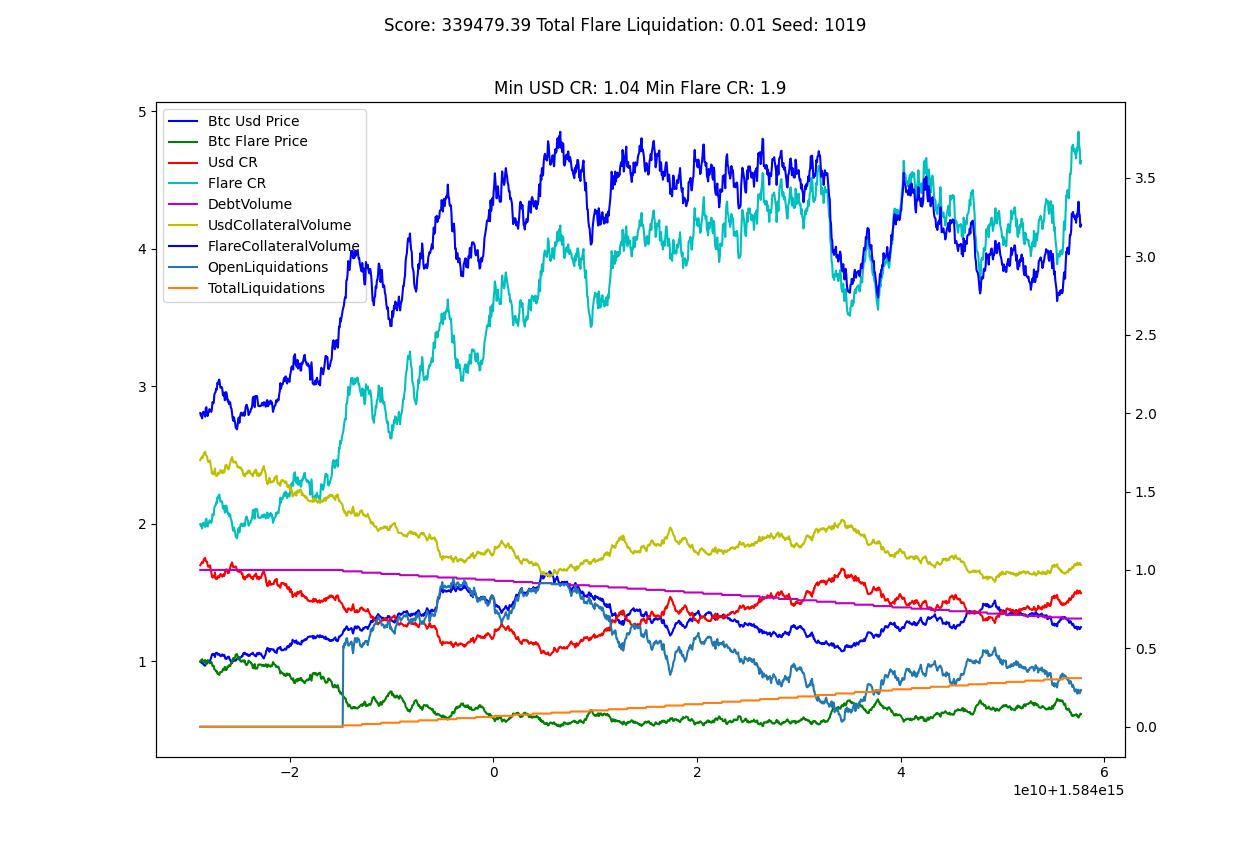 Score: 339479.39 Total Flare Liquidation: 0.01 Seed: 1019
Min USD CR: 1.04 Min Flare CR: 1.9
Btc Usd Price
Btc Flare Price
Usd CR
Flare CR
DebtVolume
UsdCollateralVolume
FlareCollateralVolume
OpenLiquidations
TotalLiquidations
5
4
3
2
1
3.5
3.0
2.5
2.0
1.5
1.0
0.5
0.0
−2
0
2
4
6
1e10+1.584e15